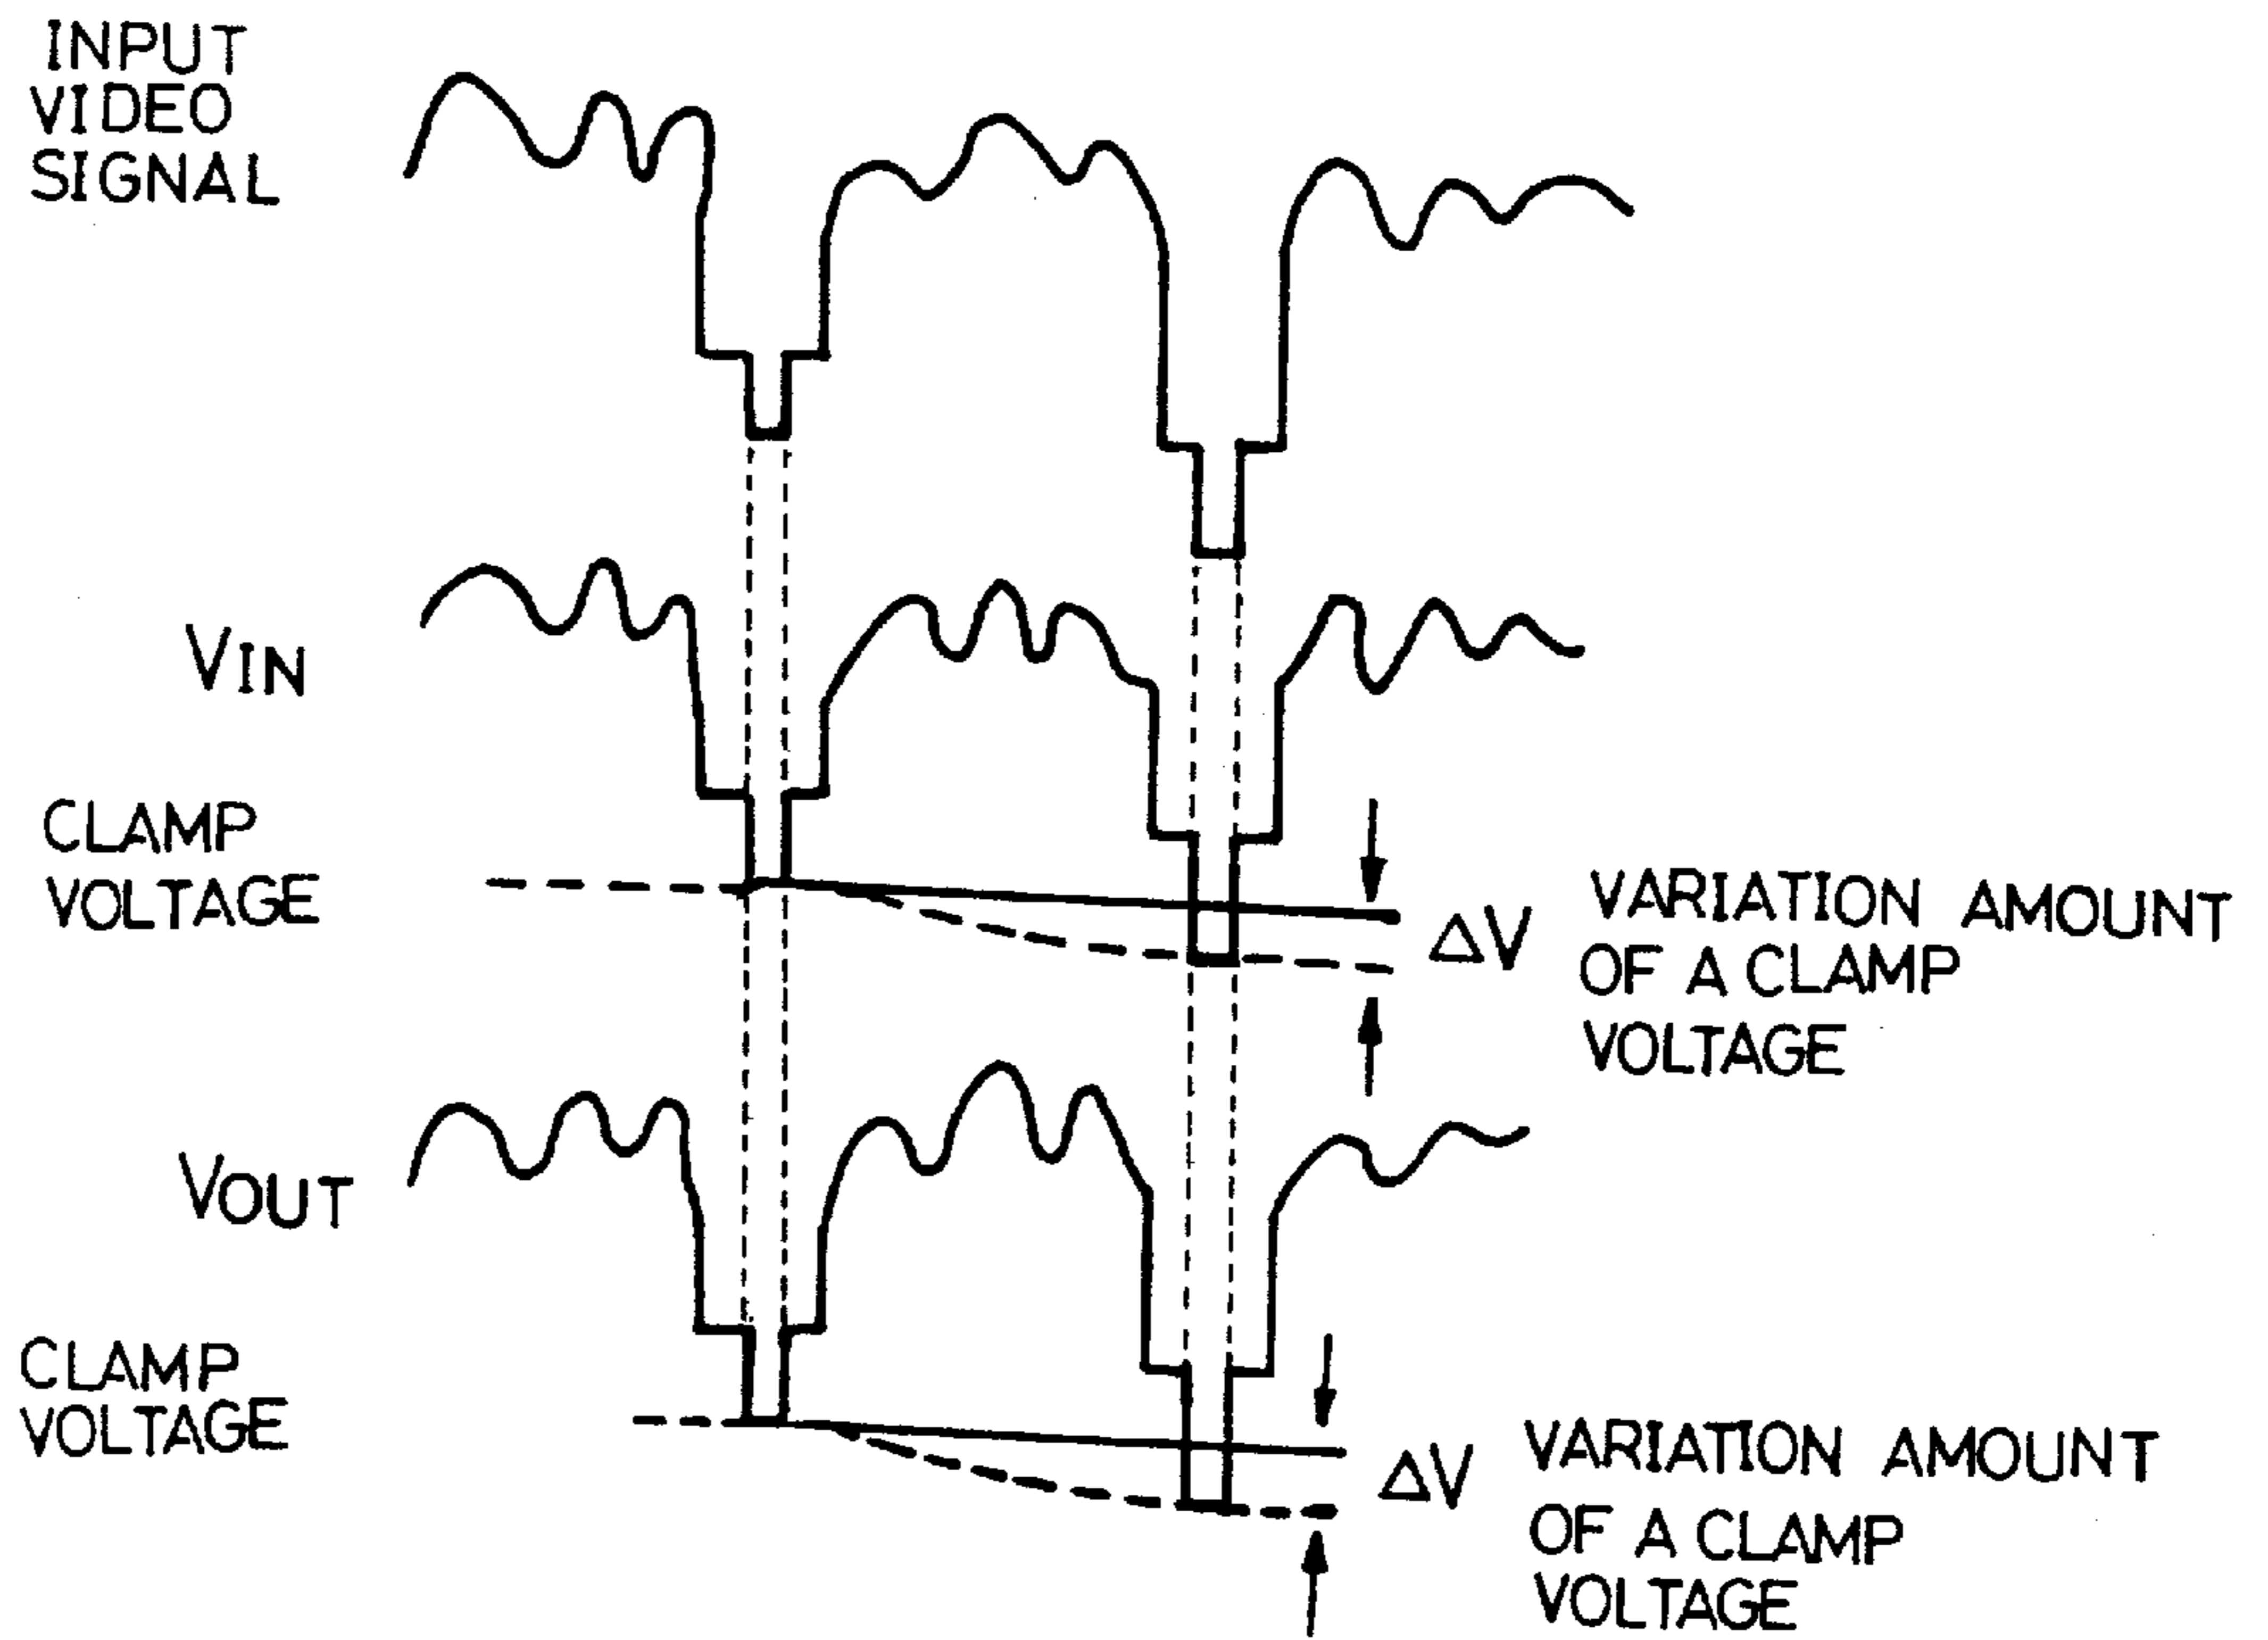 INPUT
VIDEO
SIGNAL
VIN
CLAMP
VOLTAGE
ΔV
VARIATION AMOUNT
OF A CLAMP
VOLTAGE
VOUT
CLAMP
VOLTAGE
ΔV
VARIATION AMOUNT
OF A CLAMP
VOLTAGE